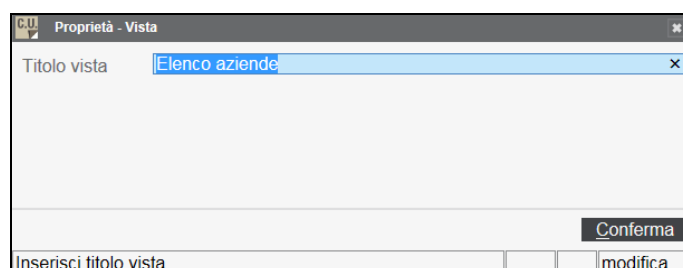 C.U. Proprietà - Vista
Titolo vista Elenco aziende
Conferma
Inserisci titolo vista modifica